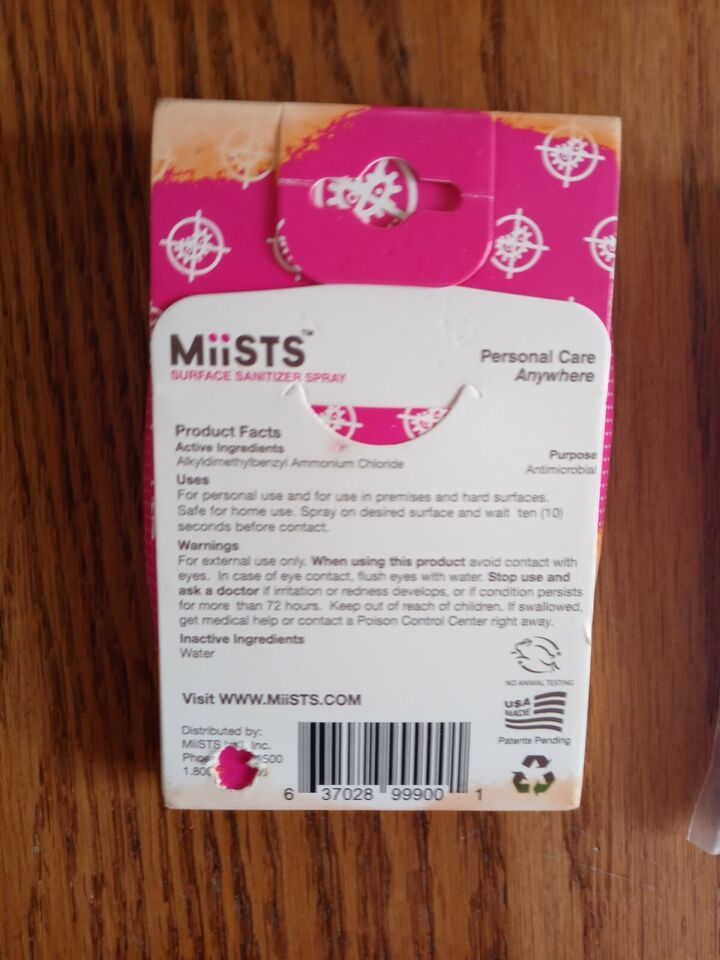 MiiSTS™
SURFACE SANITIZER SPRAY
Personal Care
Anywhere
Product Facts
Active Ingredients
Alkyldimethylbenzyl Ammonium Chloride
Purpose
Antimicrobial
Uses
For personal use and for use in premises and hard surfaces.
Safe for home use. Spray on desired surface and wait ten (10)
seconds before contact.
Warnings
For external use only. When using this product avoid contact with
eyes. In case of eye contact, flush eyes with water. Stop use and
ask a doctor if irritation or redness develops, or if condition persists
for more than 72 hours. Keep out of reach of children. If swallowed,
get medical help or contact a Poison Control Center right away.
Inactive Ingredients
Water
NO ANIMAL TESTING
Visit WWW.MiiSTS.COM
USA
MADE
Patents Pending
Distributed by:
MiiSTS Inc.
500
1.80
6 37028 99900 1